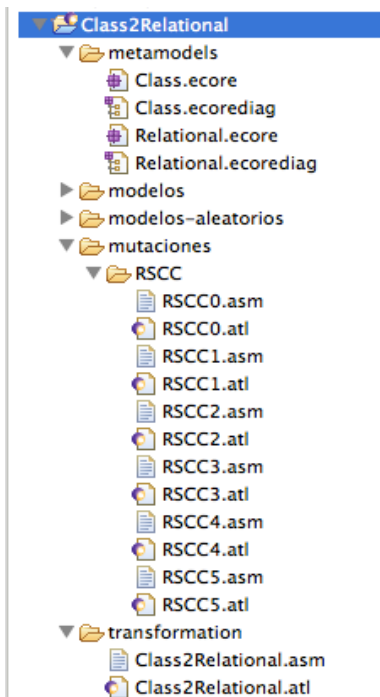 Class2Relational
metamodels
Class.ecore
Class.ecorediag
Relational.ecore
Relational.ecorediag
modelos
modelos-aleatorios
mutaciones
RSCC
RSCC0.asm
RSCC0.atl
RSCC1.asm
RSCC1.atl
RSCC2.asm
RSCC2.atl
RSCC3.asm
RSCC3.atl
RSCC4.asm
RSCC4.atl
RSCC5.asm
RSCC5.atl
transformation
Class2Relational.asm
Class2Relational.atl